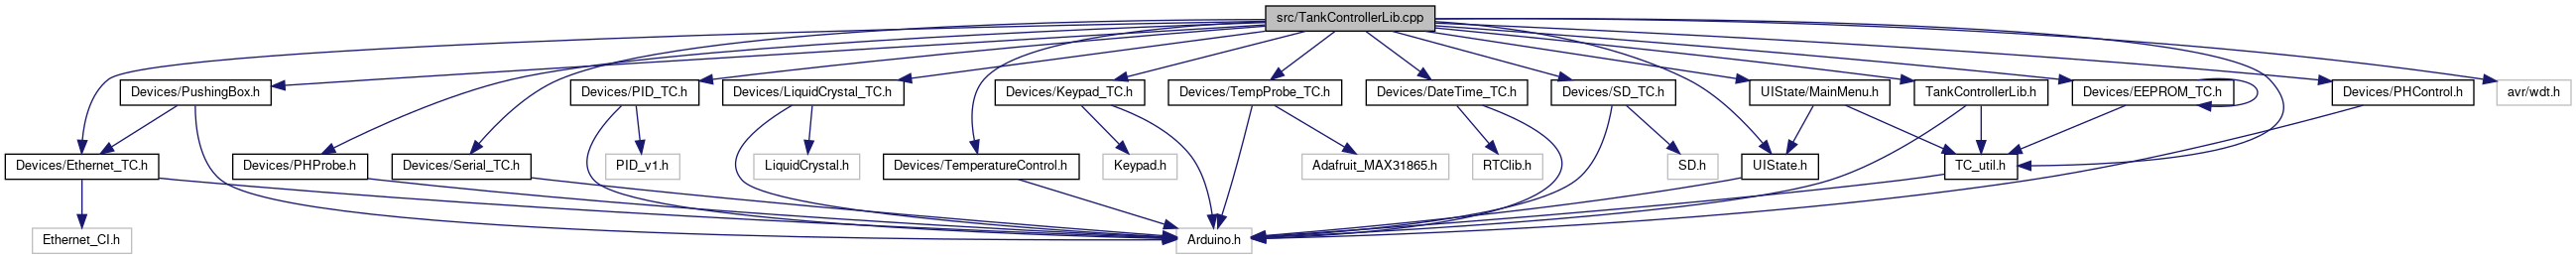 src/TankControllerLib.cpp
Devices/PushingBox.h
Devices/PID_TC.h
Devices/LiquidCrystal_TC.h
Devices/Keypad_TC.h
Devices/TempProbe_TC.h
Devices/DateTime_TC.h
Devices/SD_TC.h
UIState/MainMenu.h
TankControllerLib.h
Devices/EEPROM_TC.h
Devices/PHControl.h
avr/wdt.h
Devices/Ethernet_TC.h
Devices/PHProbe.h
Devices/Serial_TC.h
PID_v1.h
LiquidCrystal.h
Devices/TemperatureControl.h
Keypad.h
Adafruit_MAX31865.h
RTClib.h
SD.h
UIState.h
TC_util.h
Ethernet_CI.h
Arduino.h